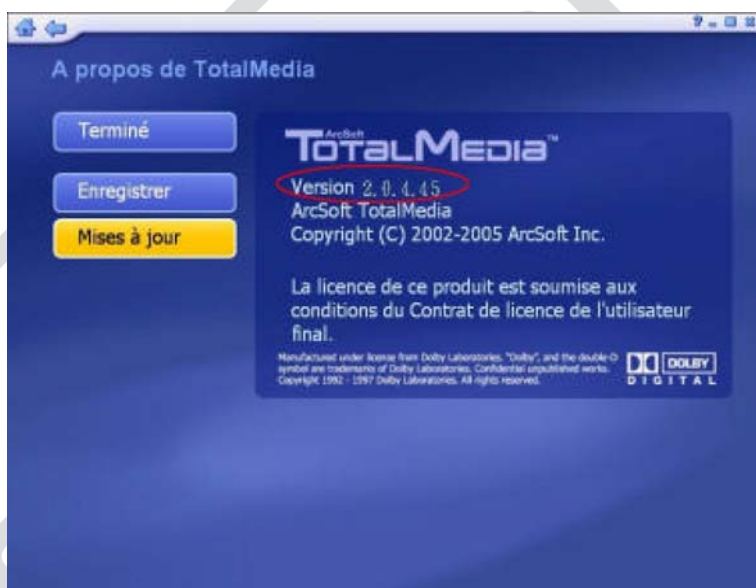 A propos de TotalMedia
Terminé
Enregistrer
Mises à jour
ArcSoft
TOTALMEDIA™
Version 2.0.4.45
ArcSoft TotalMedia
Copyright (C) 2002-2005 ArcSoft Inc.
La licence de ce produit est soumise aux
conditions du Contrat de licence de l'utilisateur
final.
Manufactured under license from Dolby Laboratories. "Dolby", and the double-D
symbol are trademarks of Dolby Laboratories. Confidential unpublished works.
Copyright 1992 - 1997 Dolby Laboratories. All rights reserved.
DOLBY
DIGITAL